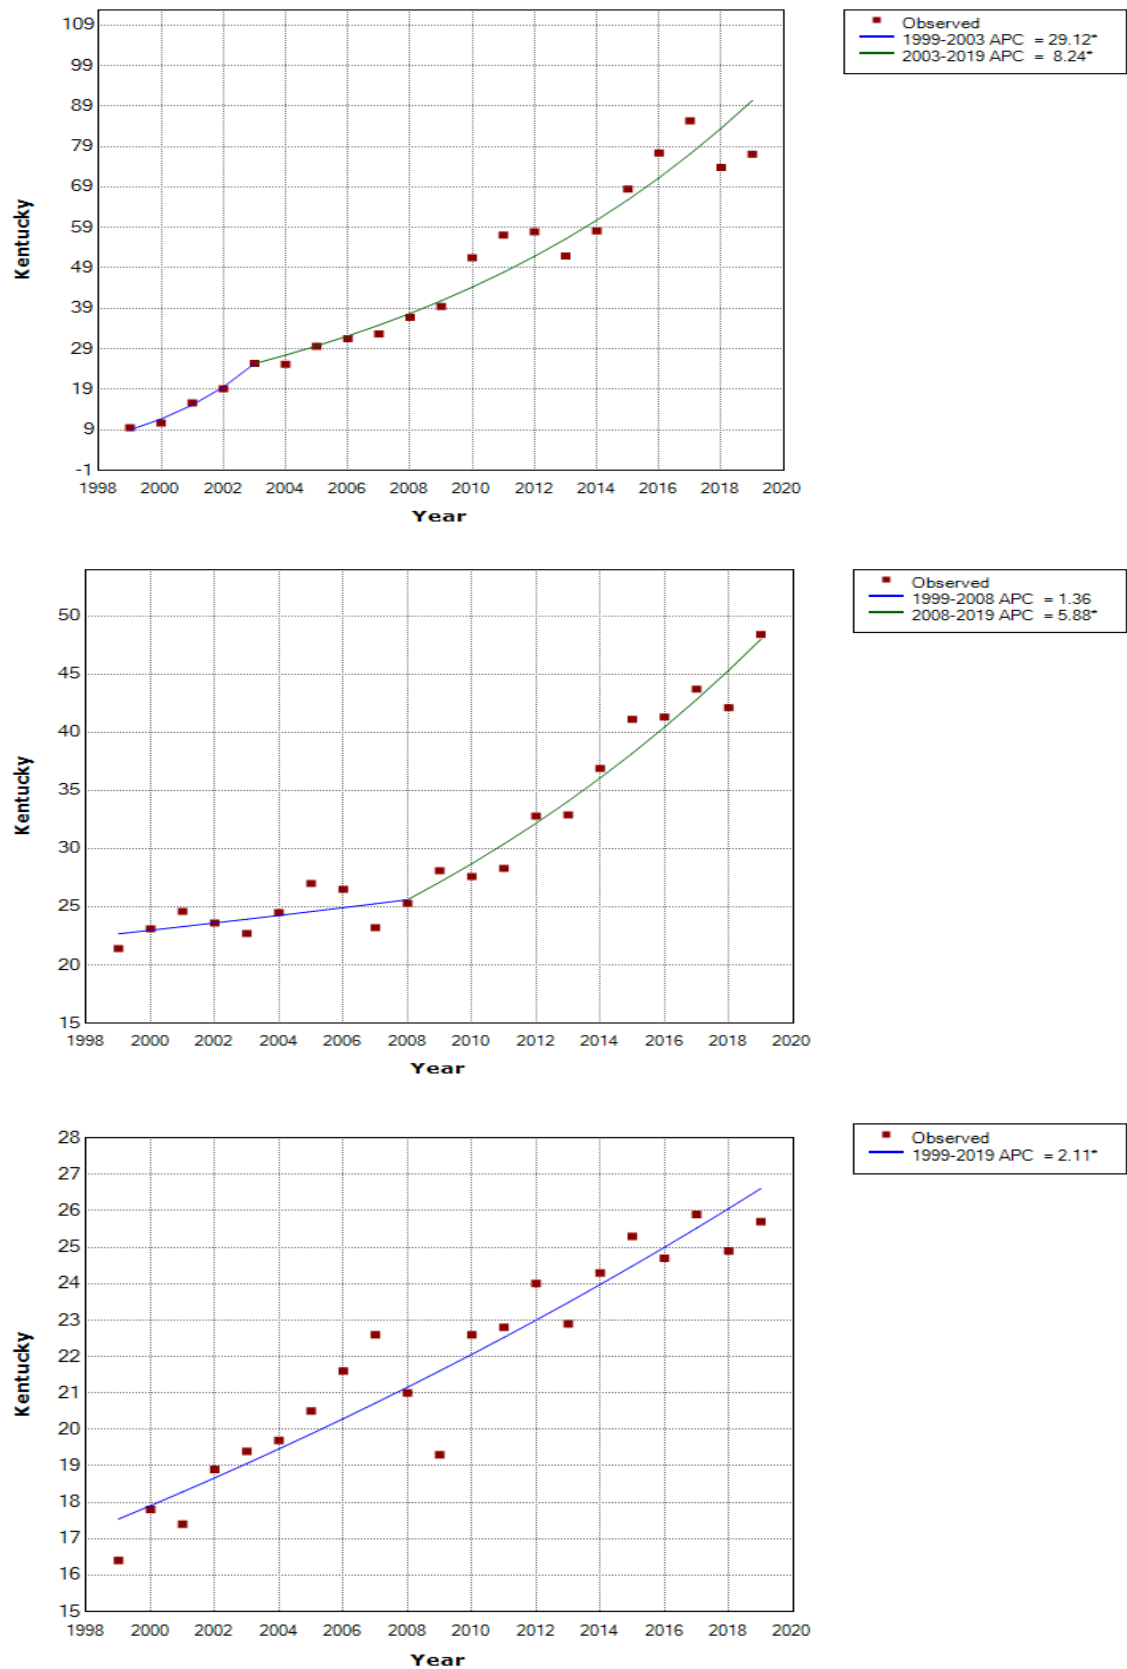 109
99
89
79
69
59
49
39
29
19
9
-1
Kentucky
1998 2000 2002 2004 2006 2008 2010 2012 2014 2016 2018 2020
Year
Observed
1999-2003 APC = 29.12*
2003-2019 APC = 8.24*
50
45
40
35
30
25
20
15
Kentucky
1998 2000 2002 2004 2006 2008 2010 2012 2014 2016 2018 2020
Year
Observed
1999-2008 APC = 1.36
2008-2019 APC = 5.88*
28
27
26
25
24
23
22
21
20
19
18
17
16
15
Kentucky
1998 2000 2002 2004 2006 2008 2010 2012 2014 2016 2018 2020
Year
Observed
1999-2019 APC = 2.11*